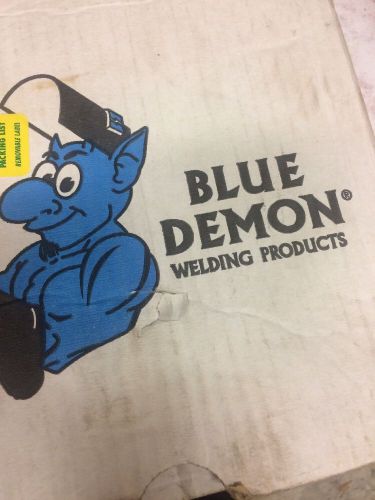 PACKING LIST
REMOVABLE LABEL
BLUE
DEMON®
WELDING PRODUCTS